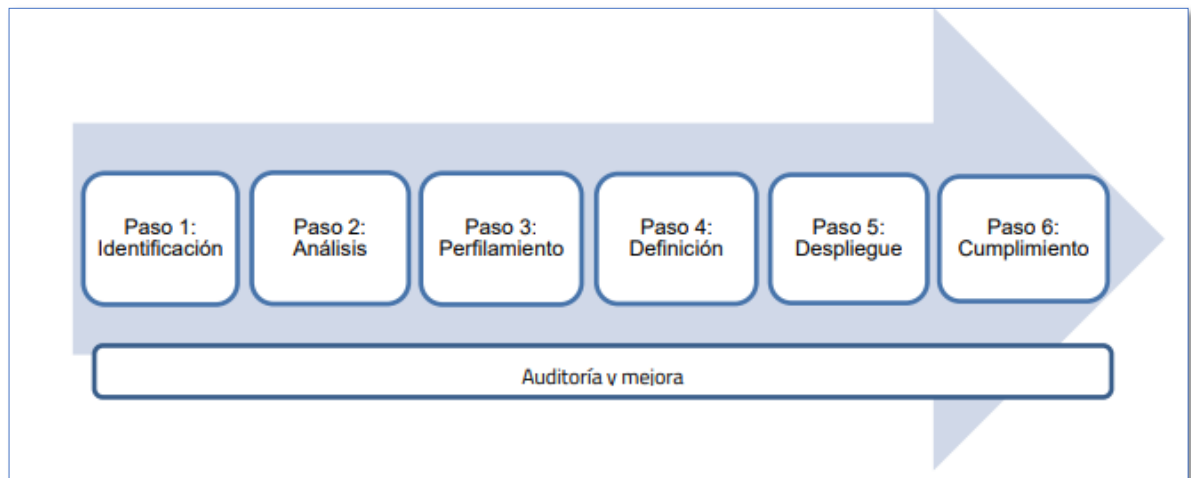 Paso 1:
Identificación
Paso 2:
Análisis
Paso 3:
Perfilamiento
Paso 4:
Definición
Paso 5:
Despliegue
Paso 6:
Cumplimiento
Auditoría y mejora